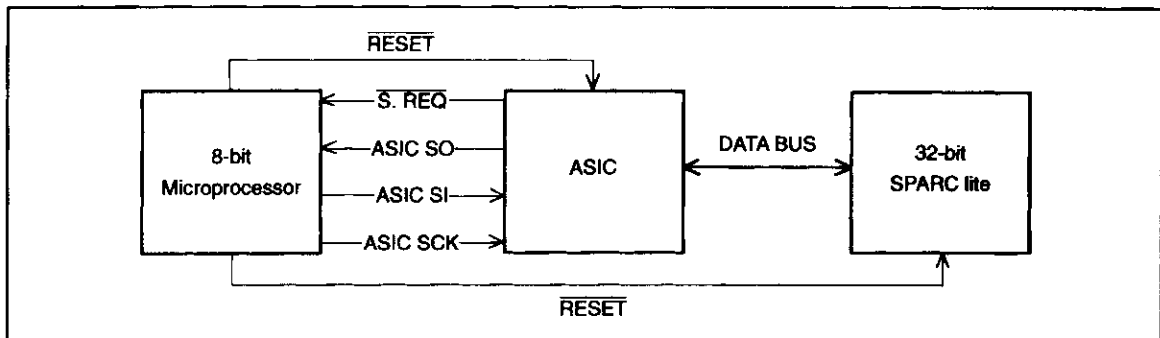 RESET
S. REQ
8-bit
Microprocessor
ASIC SO
ASIC SI
ASIC SCK
ASIC
DATA BUS
32-bit
SPARC lite
RESET